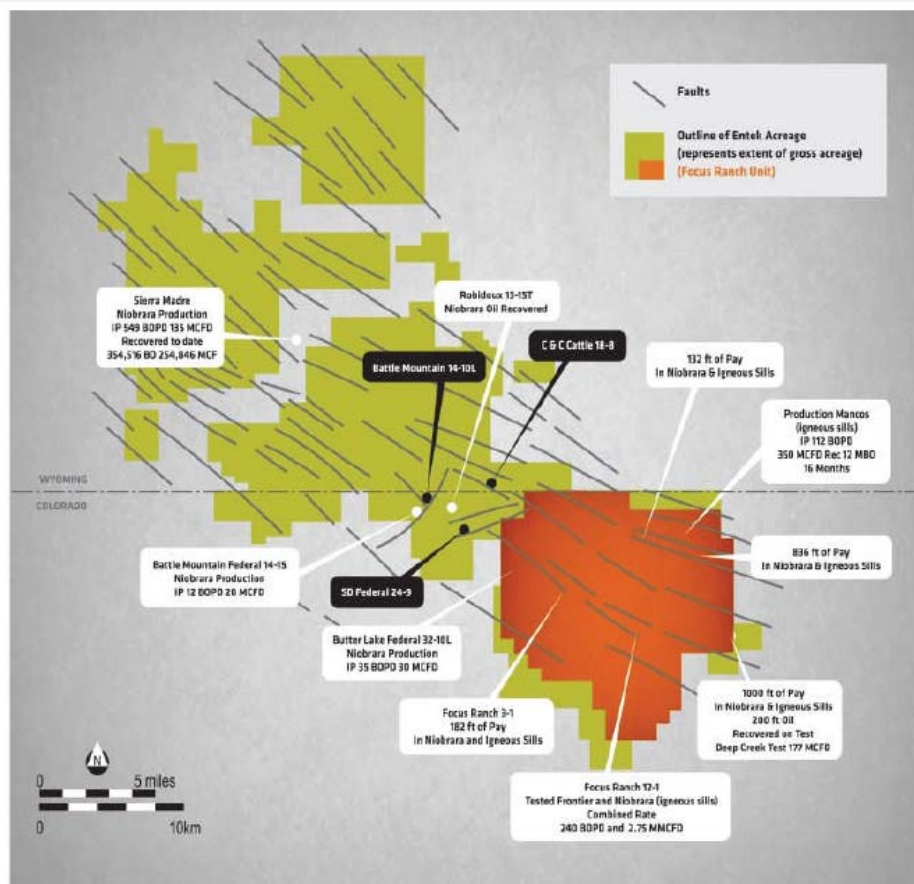 Faults
Outline of Entek Acreage
(represents extent of gross acreage)
(Focus Ranch Unit)
Sierra Madre
Niobrara Production
IP 549 BOPD 135 MCFD
Recovered to date
354,516 BO 254,846 MCF
Robidoux 13-15T
Niobrara Oil Recovered
Battle Mountain 14-10L
C & C Cattle 18-8
132 ft of Pay
In Niobrara & Igneous Sills
Production Mancos
(igneous sills)
IP 112 BOPD
350 MCFD Rec 12 MBO
16 Months
WYOMING
COLORADO
836 ft of Pay
In Niobrara & Igneous Sills
Battle Mountain Federal 14-15
Niobrara Production
IP 12 BOPD 20 MCFD
SD Federal 24-9
Butter Lake Federal 32-10L
Niobrara Production
IP 35 BOPD 30 MCFD
Focus Ranch 3-1
182 ft of Pay
In Niobrara and Igneous Sills
1000 ft of Pay
In Niobrara & Igneous Sills
200 ft Oil
Recovered on Test
Deep Creek Test 177 MCFD
Focus Ranch 12-1
Tested Frontier and Niobrara (igneous sills)
Combined Rate
240 BOPD and 2.75 MMCFD
N
0 5 miles
0 10km